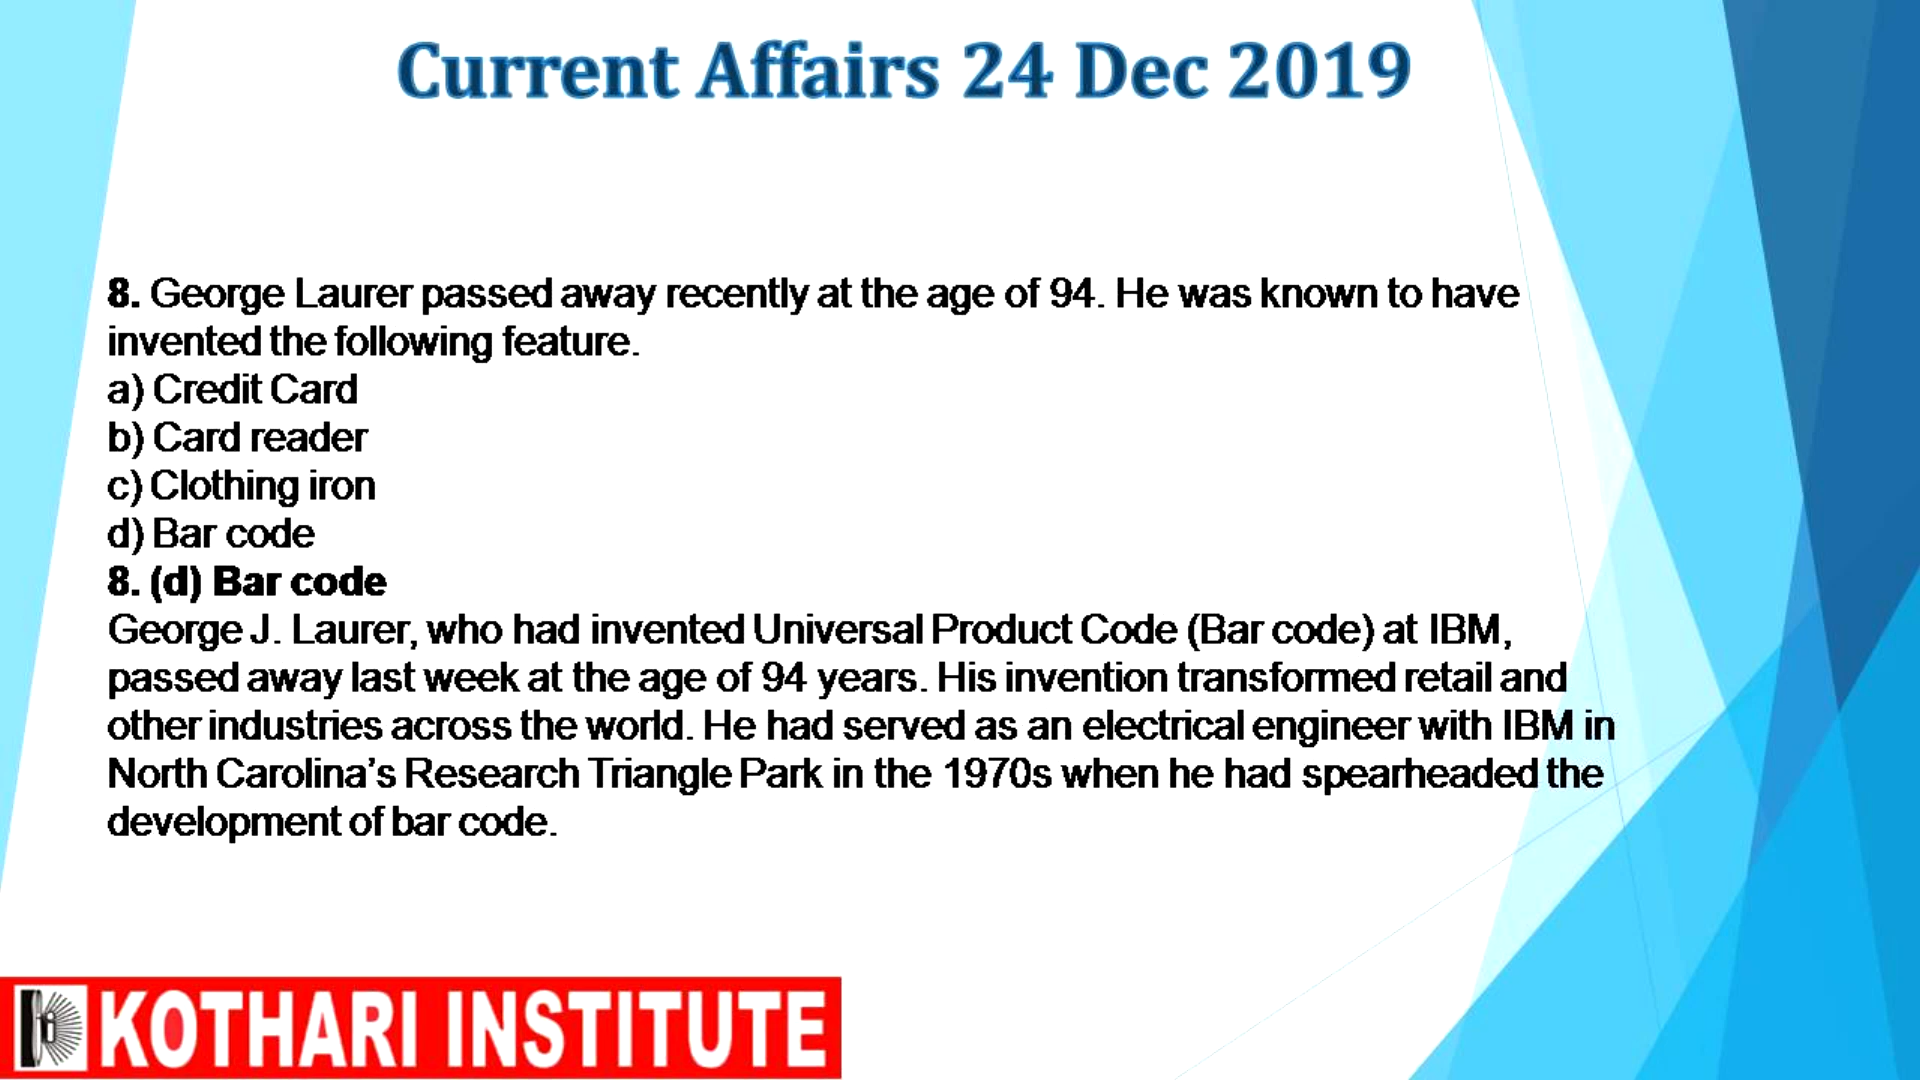 Current Affairs 24 Dec 2019
8. George Laurer passed away recently at the age of 94. He was known to have
invented the following feature.
a) Credit Card
b) Card reader
c) Clothing iron
d) Bar code
8. (d) Bar code
George J. Laurer, who had invented Universal Product Code (Bar code) at IBM,
passed away last week at the age of 94 years. His invention transformed retail and
other industries across the world. He had served as an electrical engineer with IBM in
North Carolina’s Research Triangle Park in the 1970s when he had spearheaded the
development of bar code.
KOTHARI INSTITUTE